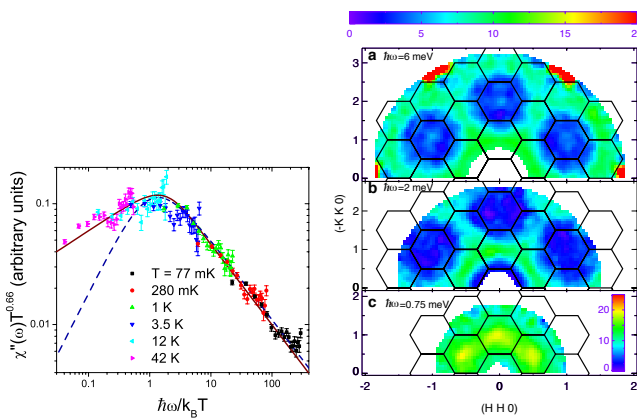 0 5 10 15 20 2
a ħω=6 meV
3
2
1
0
b ħω=2 meV
2
1
0
c ħω=0.75 meV
20
10
0
1
0
-2 -1 0 1 2
(H H 0)
(-K K 0)
χ"(ω)T^0.66 (arbitrary units)
0.1
0.01
T = 77 mK
280 mK
1 K
3.5 K
12 K
42 K
0.1 1 10 100
ħω/k_BT